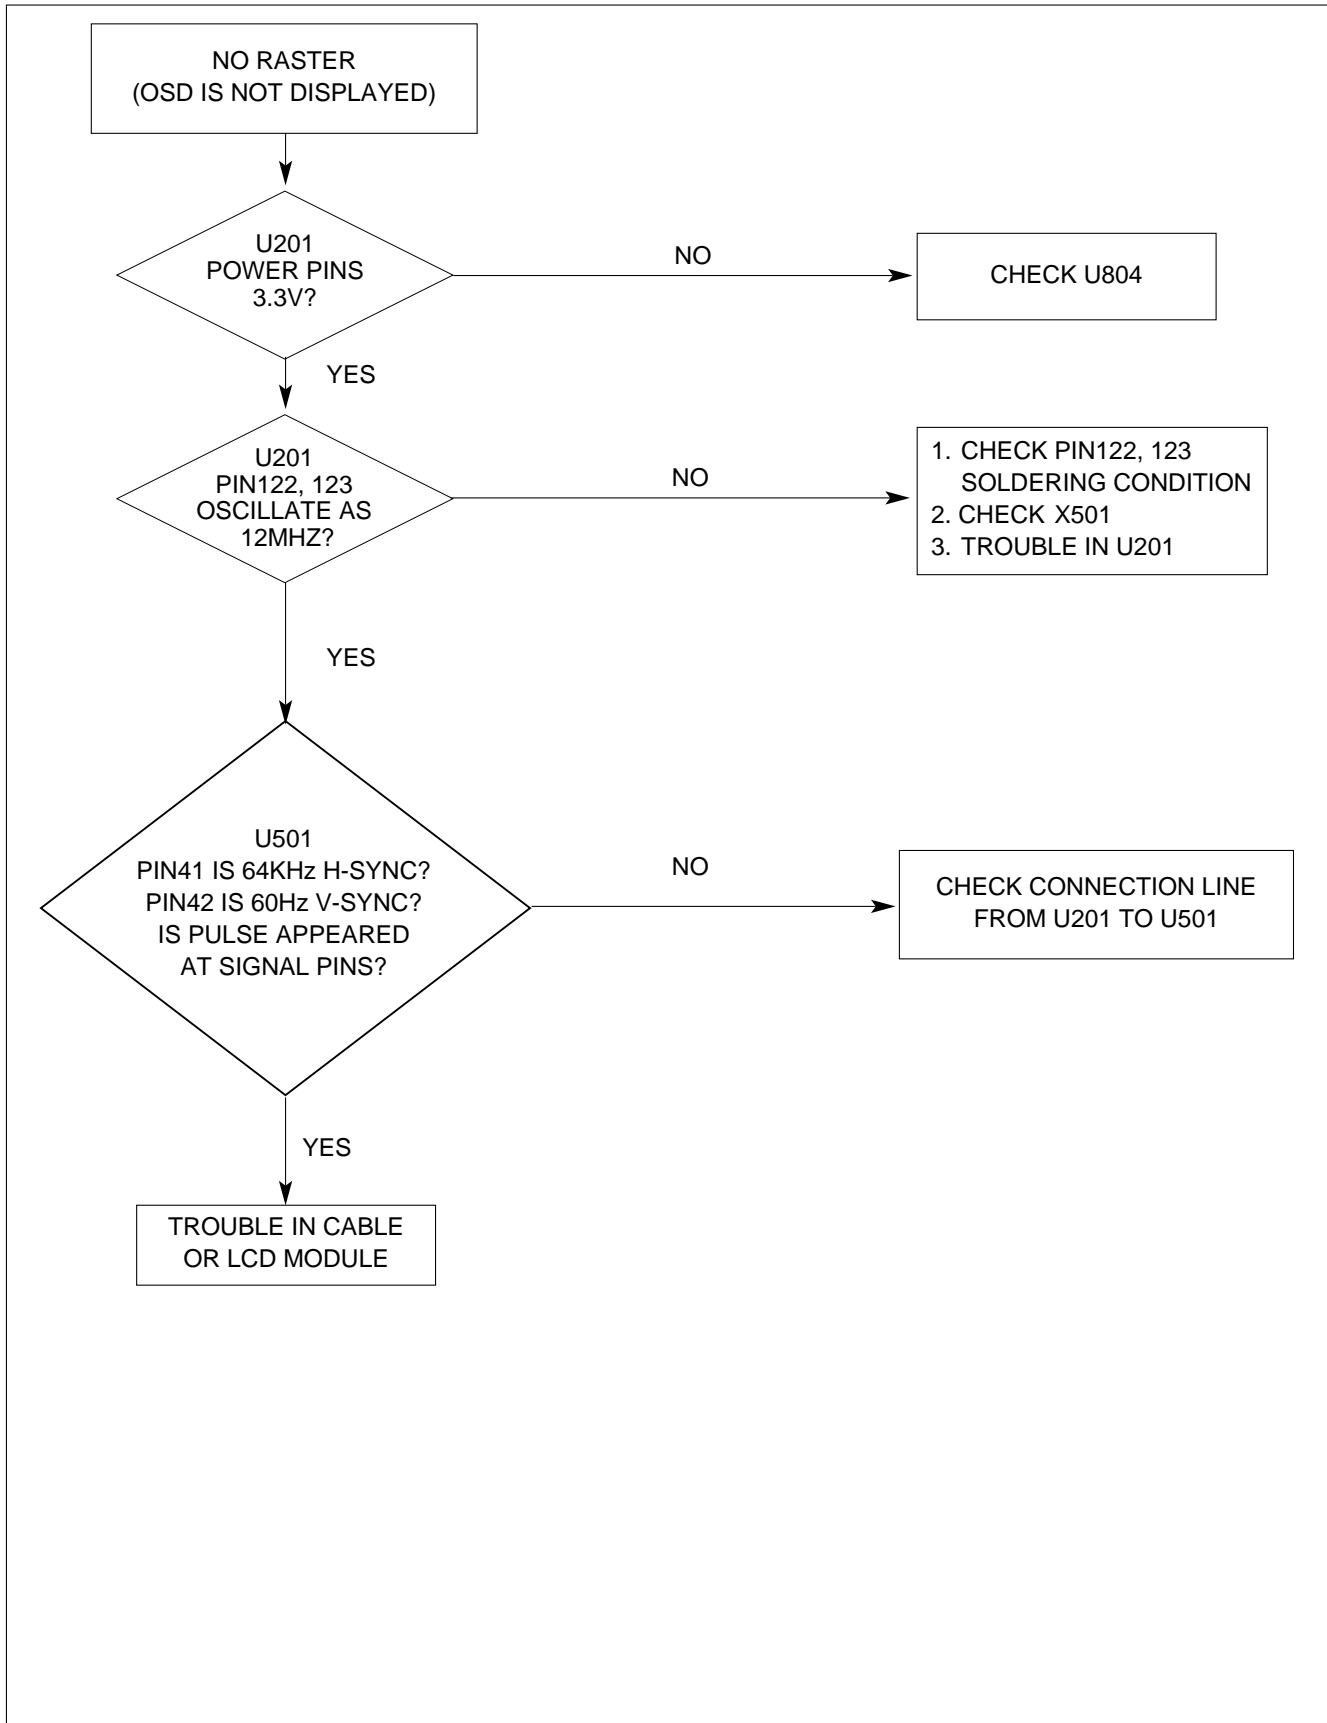 NO RASTER
(OSD IS NOT DISPLAYED)
U201
POWER PINS
3.3V?
NO
CHECK U804
YES
U201
PIN122, 123
OSCILLATE AS
12MHZ?
NO
1. CHECK PIN122, 123
SOLDERING CONDITION
2. CHECK X501
3. TROUBLE IN U201
YES
U501
PIN41 IS 64KHz H-SYNC?
PIN42 IS 60Hz V-SYNC?
IS PULSE APPEARED
AT SIGNAL PINS?
NO
CHECK CONNECTION LINE
FROM U201 TO U501
YES
TROUBLE IN CABLE
OR LCD MODULE